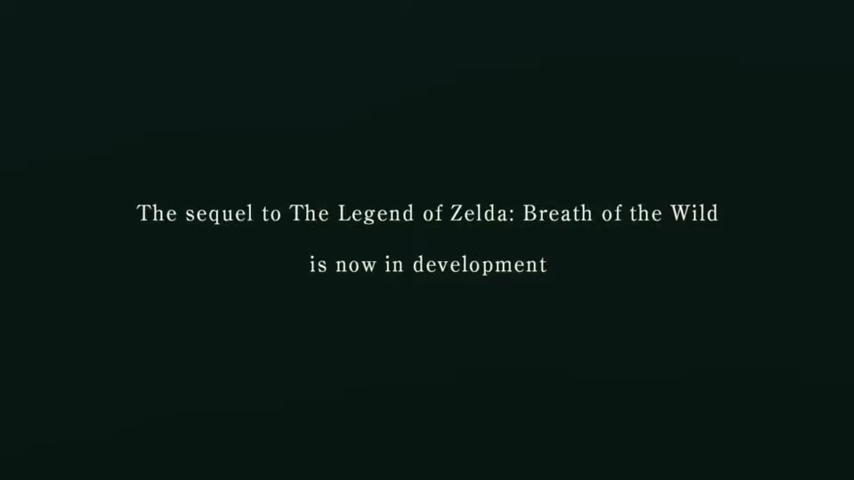 The sequel to The Legend of Zelda: Breath of the Wild
is now in development